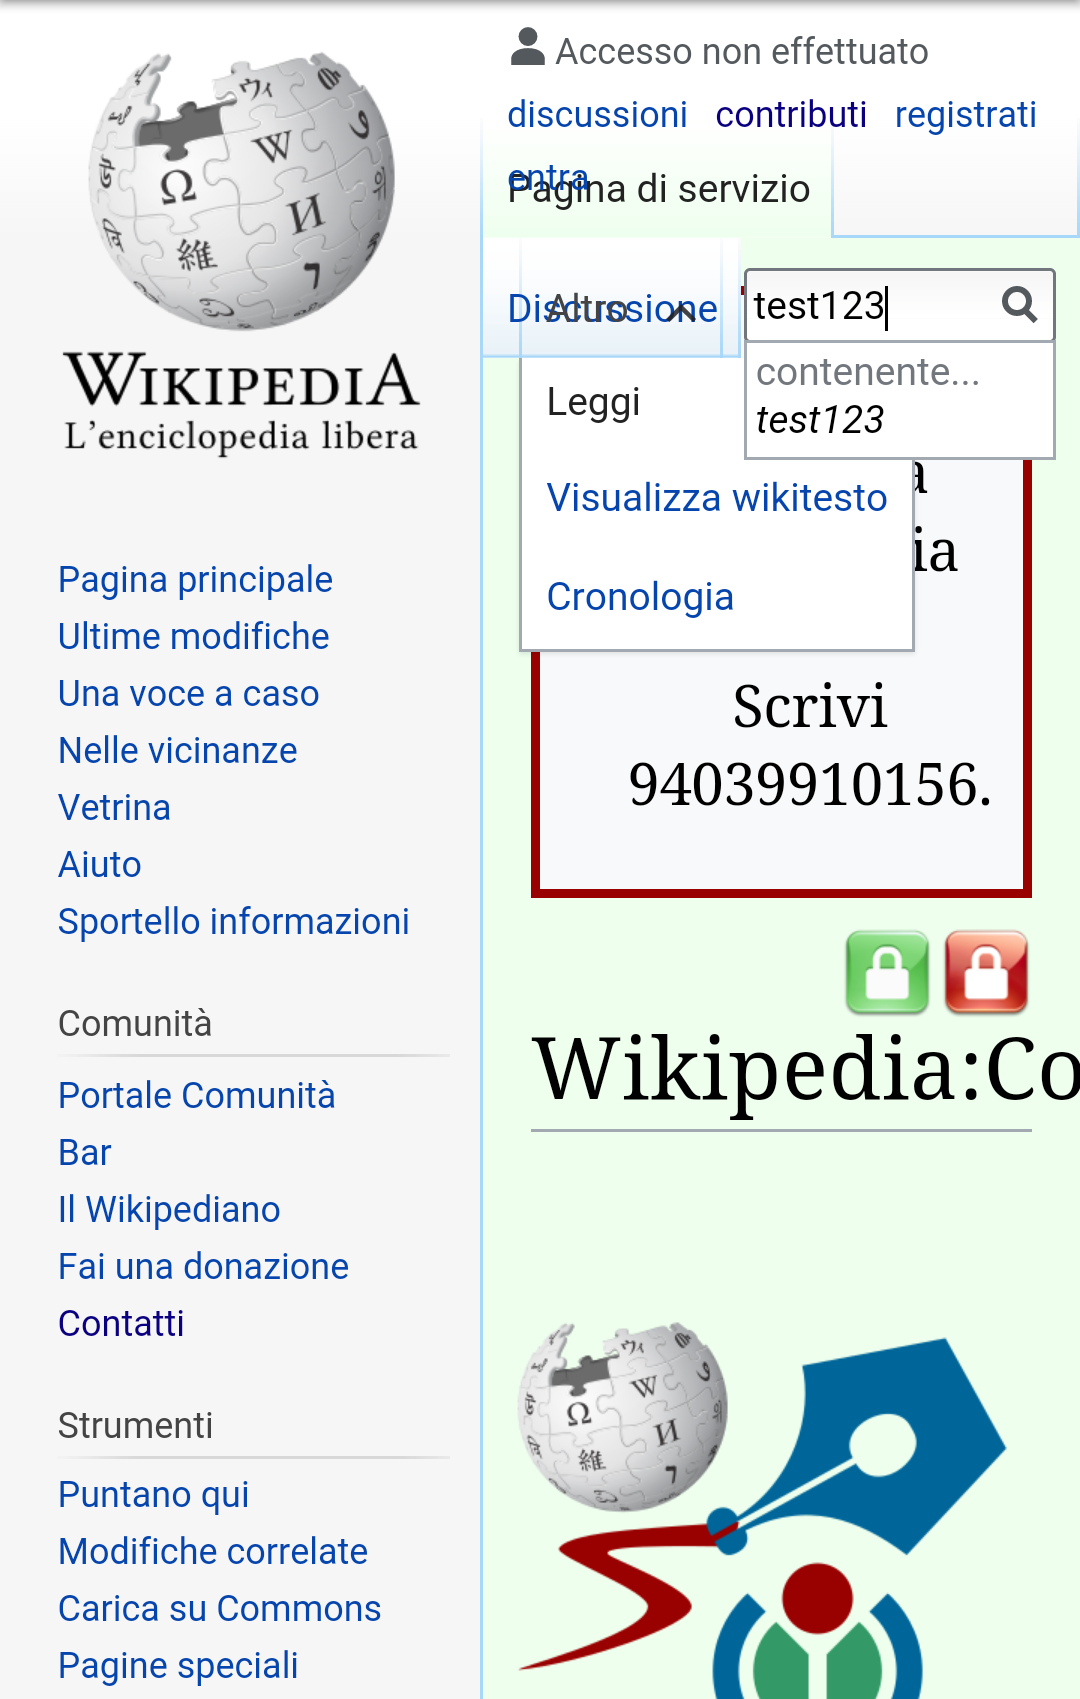 WIKIPEDIA
L'enciclopedia libera
Pagina principale
Ultime modifiche
Una voce a caso
Nelle vicinanze
Vetrina
Aiuto
Sportello informazioni
Comunità
Portale Comunità
Bar
Il Wikipediano
Fai una donazione
Contatti
Strumenti
Puntano qui
Modifiche correlate
Carica su Commons
Pagine speciali
Accesso non effettuato
discussioni contributi registrati
entra
Pagina di servizio
Discussione
Altro
test123
contenente...
test123
Leggi
Visualizza wikitesto
Cronologia
a
ia
Scrivi
94039910156.
Wikipedia:Co